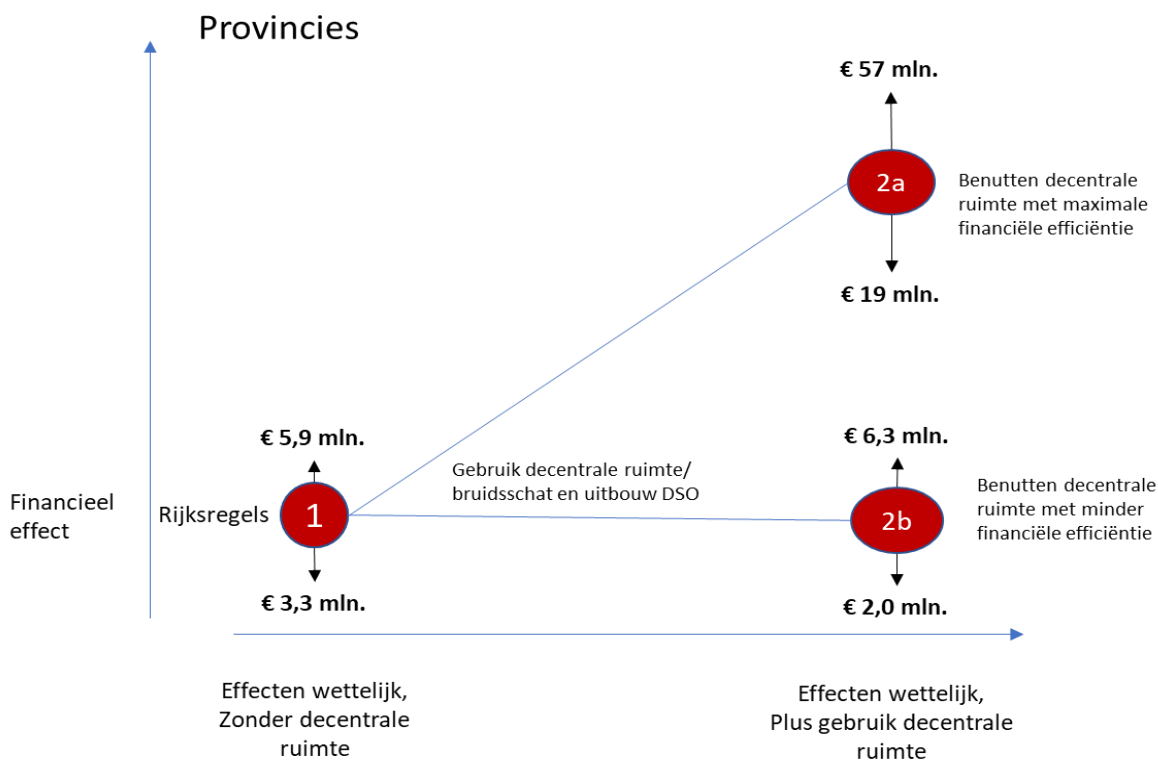 Provincies
€ 57 mln.
2a
Benutten decentrale
ruimte met maximale
financiële efficiëntie
€ 19 mln.
€ 5,9 mln.
€ 6,3 mln.
Gebruik decentrale ruimte/
bruidsschat en uitbouw DSO
Financieel
effect
Rijksregels
1
2b
Benutten decentrale
ruimte met minder
financiële efficiëntie
€ 3,3 mln.
€ 2,0 mln.
Effecten wettelijk,
Zonder decentrale
ruimte
Effecten wettelijk,
Plus gebruik decentrale
ruimte